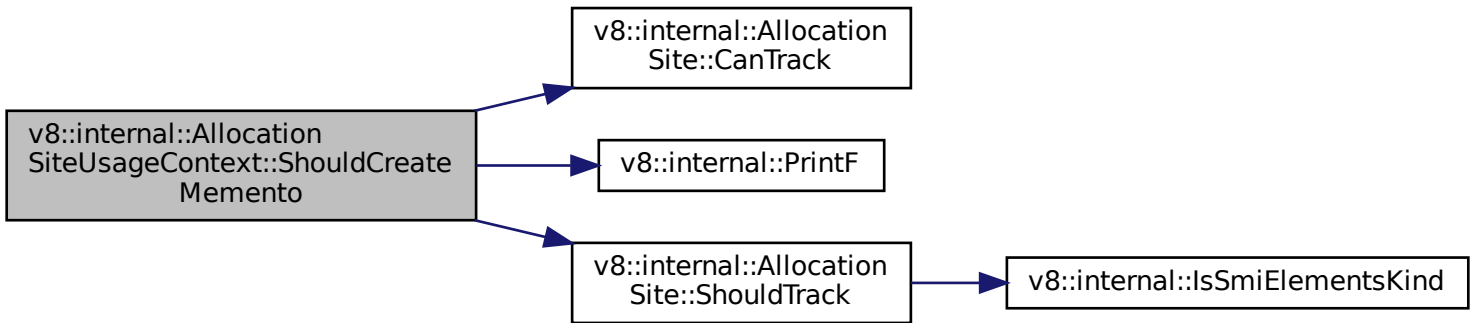 v8::internal::Allocation
SiteUsageContext::ShouldCreate
Memento
v8::internal::Allocation
Site::CanTrack
v8::internal::PrintF
v8::internal::Allocation
Site::ShouldTrack
v8::internal::IsSmiElementsKind